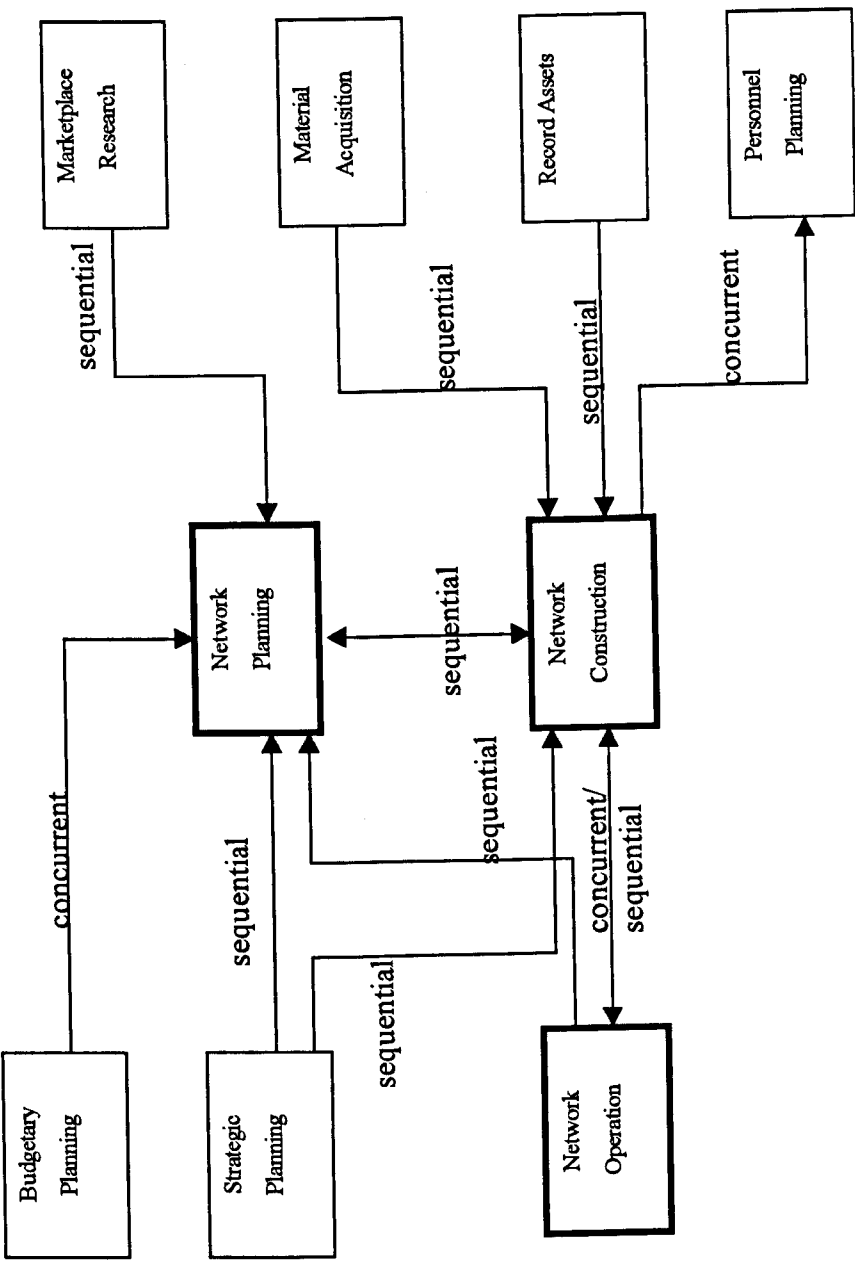 Budgetary
Planning
concurrent
Marketplace
Research
sequential
Strategic
Planning
sequential
sequential
Network
Planning
sequential
Material
Acquisition
sequential
Network
Operation
sequential
concurrent/
sequential
Network
Construction
Record Assets
sequential
Personnel
Planning
concurrent